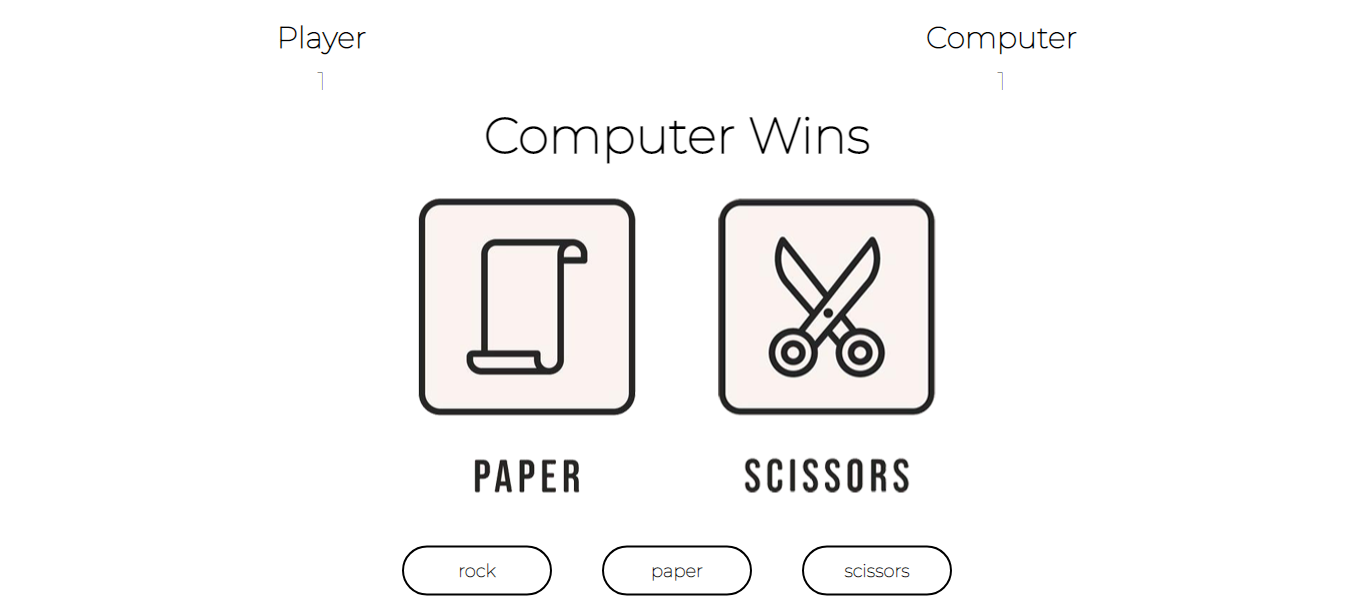 Player
Computer
1
1
Computer Wins
PAPER
SCISSORS
rock
paper
scissors